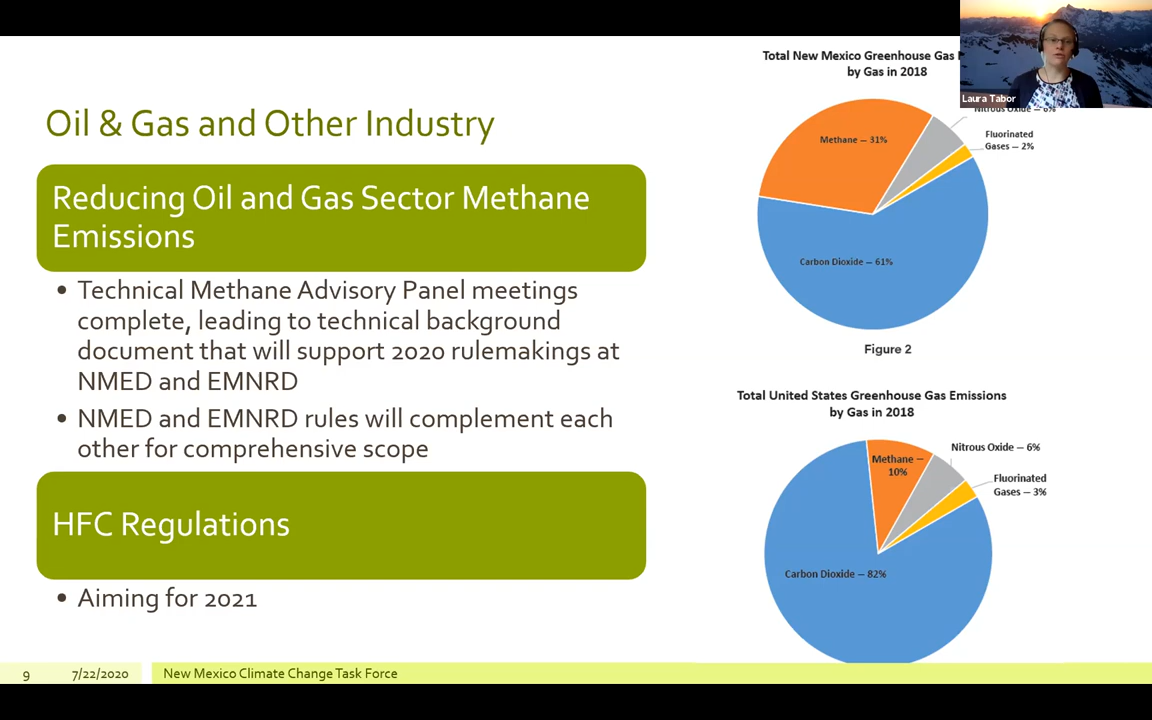 Oil & Gas and Other Industry
Reducing Oil and Gas Sector Methane
Emissions
• Technical Methane Advisory Panel meetings
complete, leading to technical background
document that will support 2020 rulemakings at
NMED and EMNRD
• NMED and EMNRD rules will complement each
other for comprehensive scope
HFC Regulations
• Aiming for 2021
Total New Mexico Greenhouse Gas
by Gas in 2018
Laura Tabor
Nitrous Oxide — 6%
Methane — 31%
Fluorinated
Gases — 2%
Carbon Dioxide — 61%
Figure 2
Total United States Greenhouse Gas Emissions
by Gas in 2018
Methane —
10%
Nitrous Oxide — 6%
Fluorinated
Gases — 3%
Carbon Dioxide — 82%
9
7/22/2020
New Mexico Climate Change Task Force